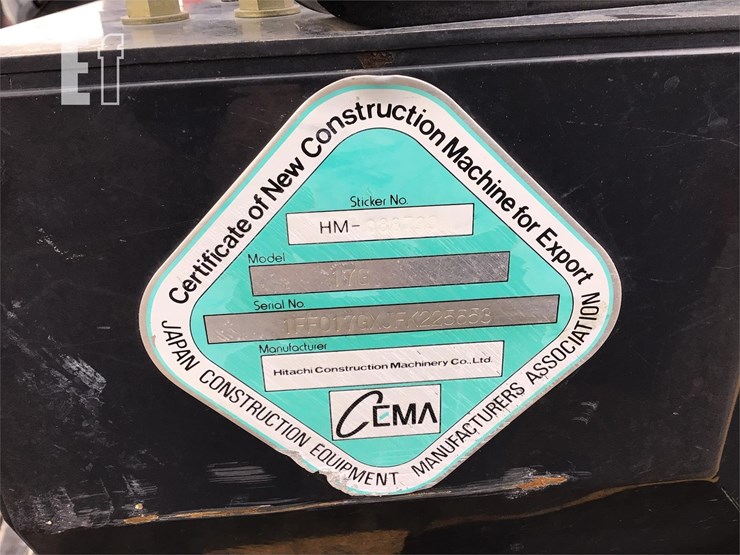 Ef
Certificate of New Construction Machine for Export
Sticker No.
HM-
Model
17G
Serial No.
Manufacturer
Hitachi Construction Machinery Co., Ltd.
CEMA
JAPAN CONSTRUCTION EQUIPMENT MANUFACTURERS ASSOCIATION